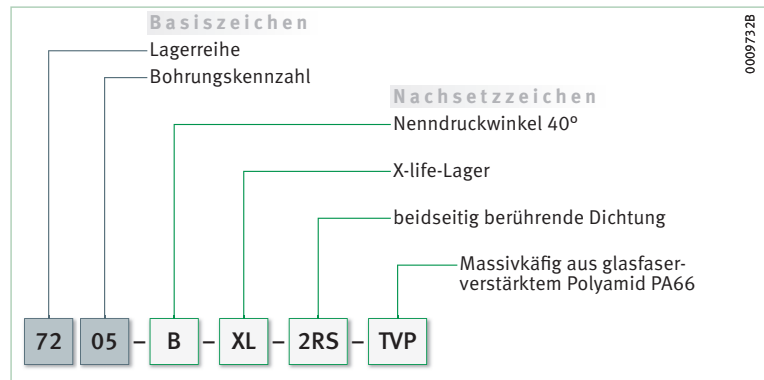 Basiszeichen
Lagerreihe
Bohrungskennzahl
Nachsetzzeichen
Nenndruckwinkel 40°
X-life-Lager
beidseitig berührende Dichtung
Massivkäfig aus glasfaser-
verstärktem Polyamid PA66
72 05 – B – XL – 2RS – TVP
0009732B